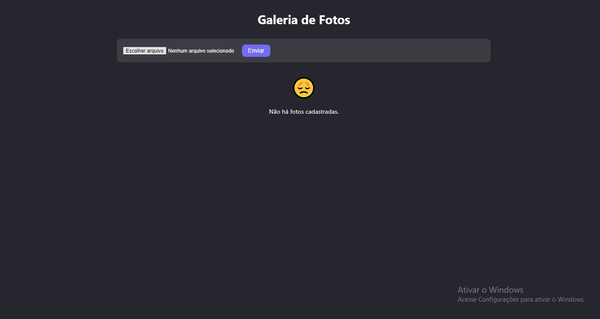 Galeria de Fotos
Escolher arquivo Nenhum arquivo selecionado Enviar
Não há fotos cadastradas.
Ativar o Windows
Acesse Configurações para ativar o Windows.